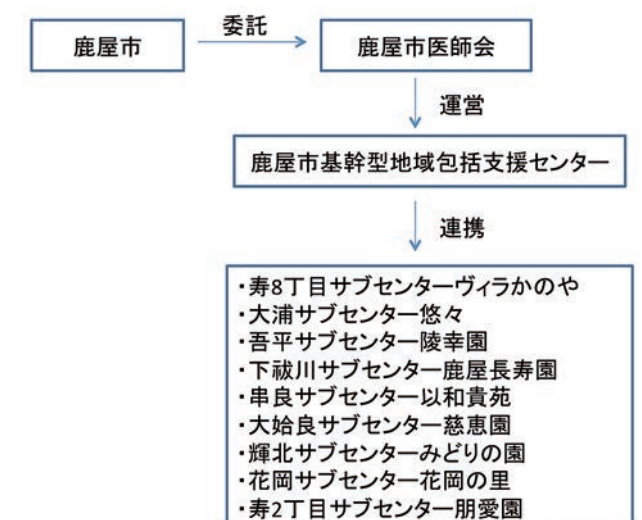 鹿屋市
委託
鹿屋市医師会
運営
鹿屋市基幹型地域包括支援センター
連携
・寿8丁目サブセンターヴィラかのや
・大浦サブセンター悠々
・吾平サブセンター陵幸園
・下祓川サブセンター鹿屋長寿園
・串良サブセンター以和貴苑
・大姶良サブセンター慈恵園
・輝北サブセンターみどりの園
・花岡サブセンター花岡の里
・寿2丁目サブセンター朋愛園